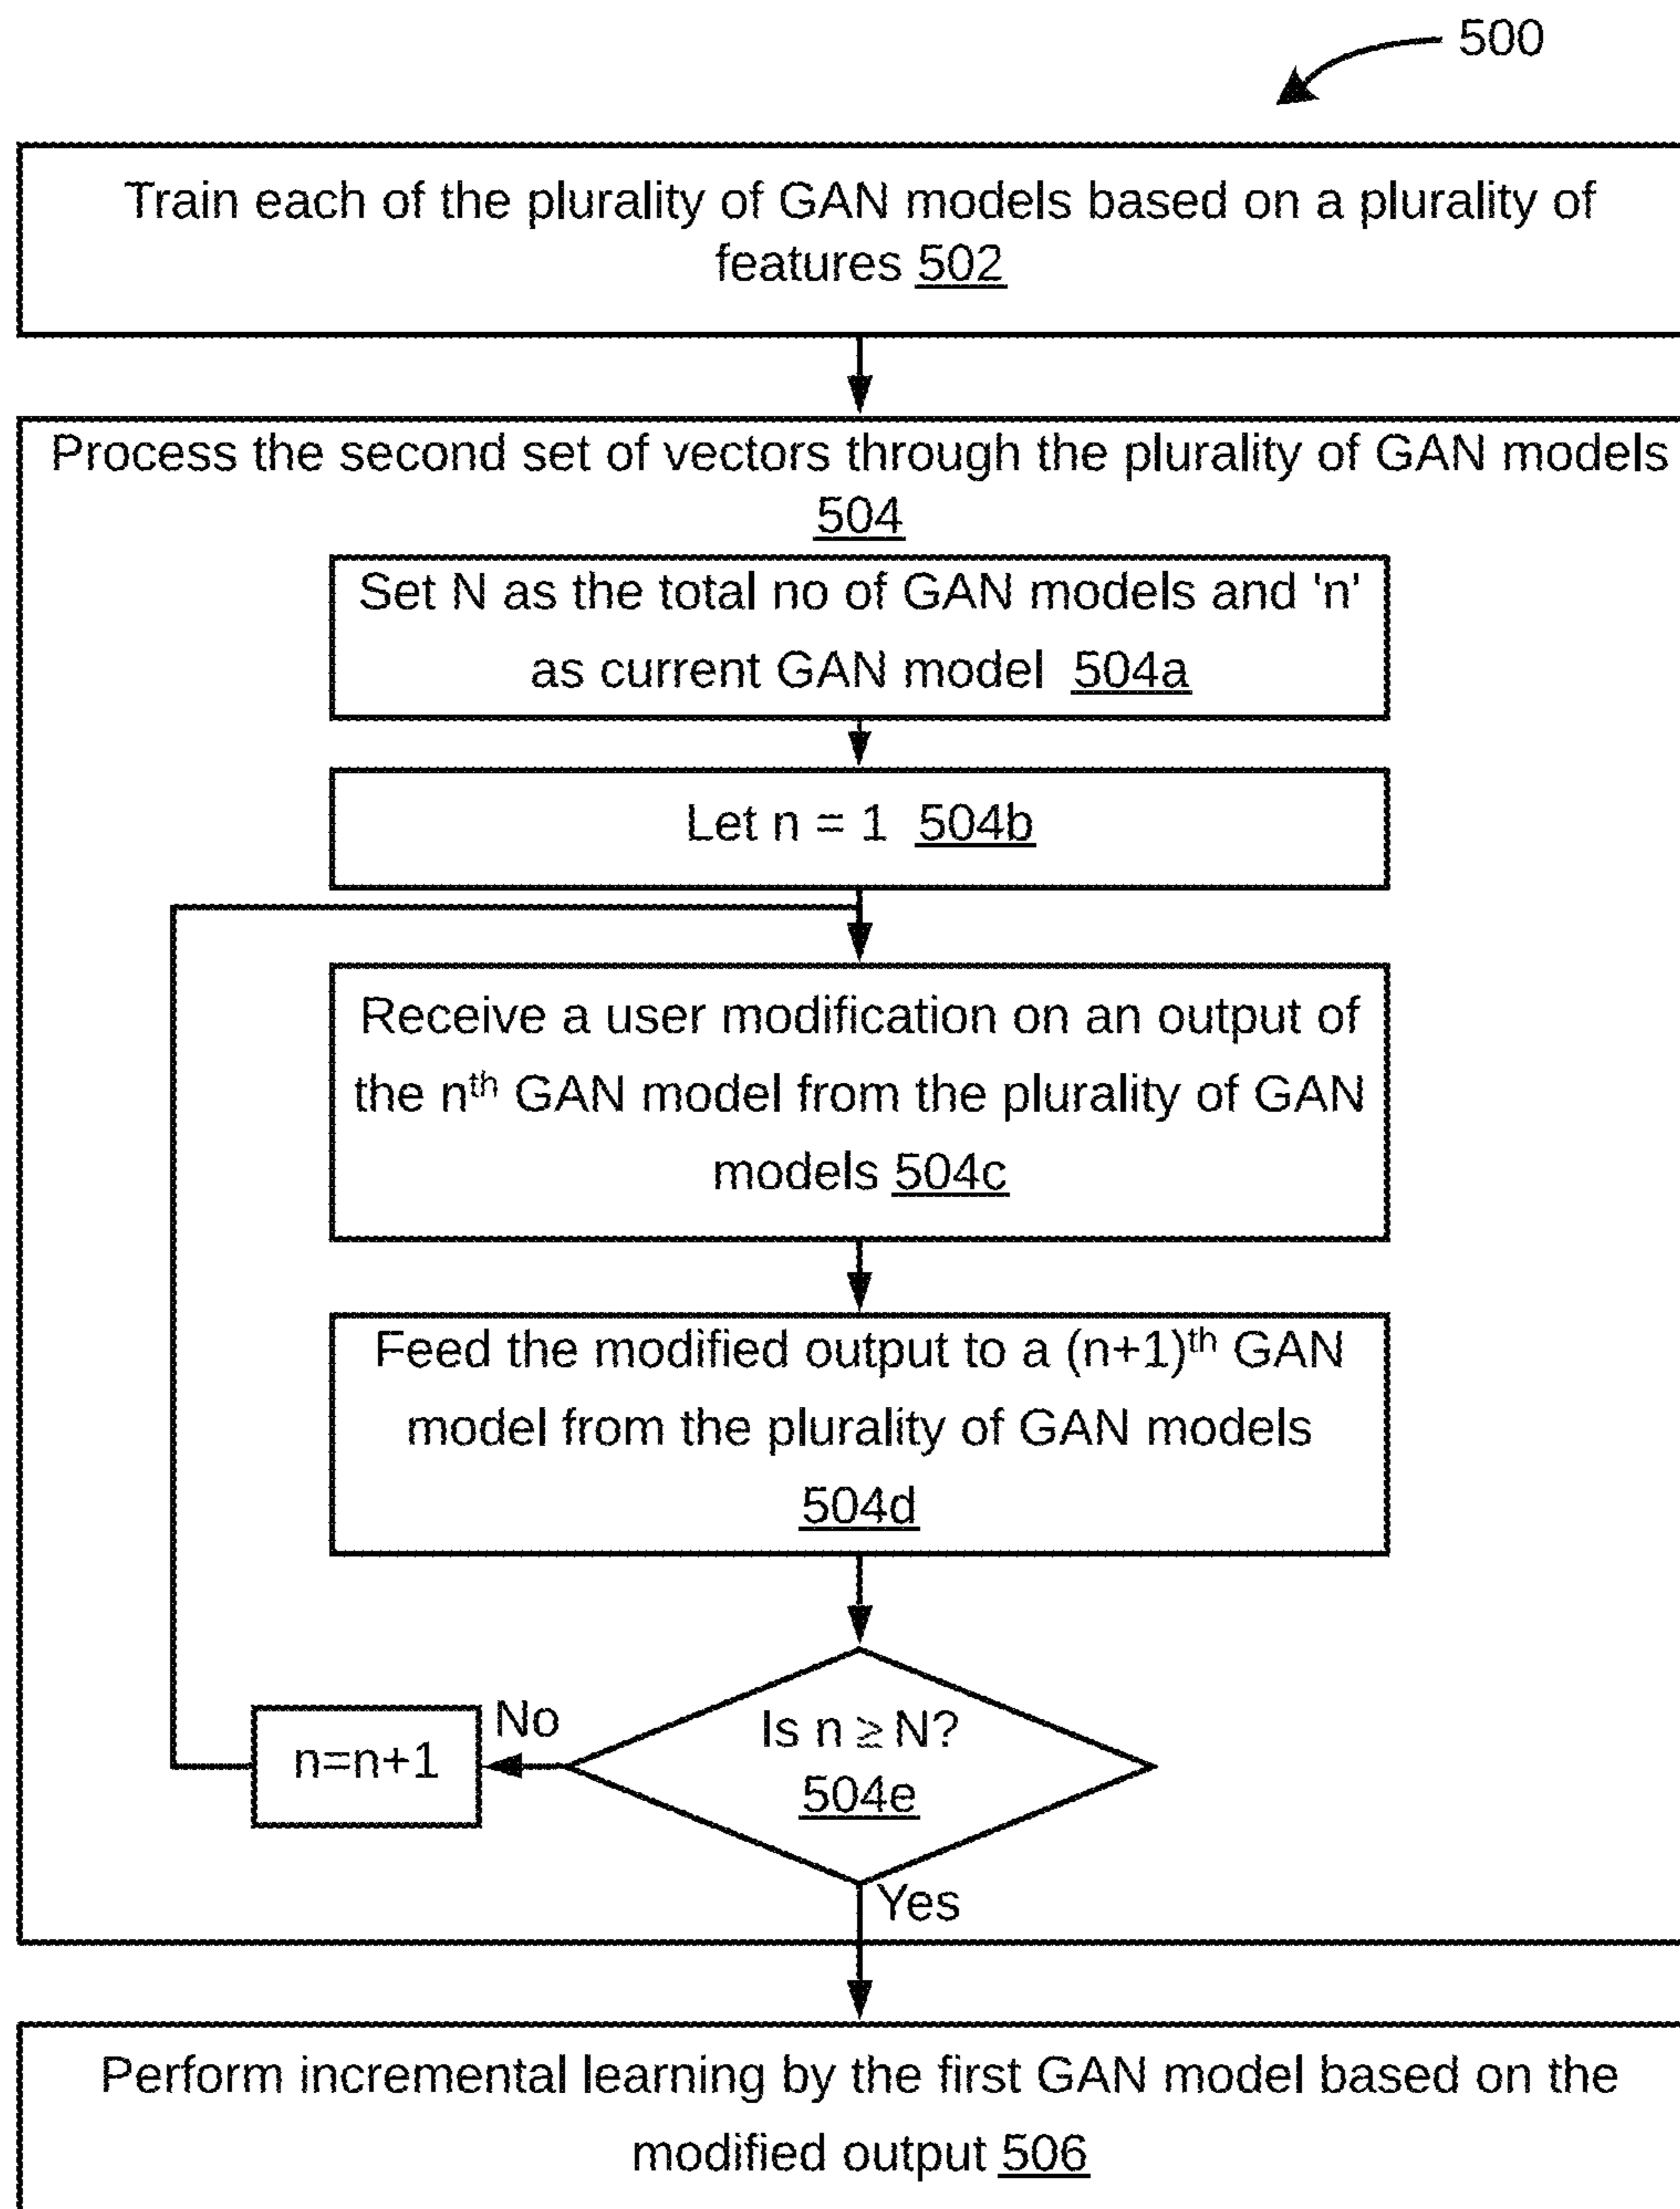 500
Train each of the plurality of GAN models based on a plurality of
features 502
Process the second set of vectors through the plurality of GAN models
504
Set N as the total no of GAN models and 'n'
as current GAN model 504a
Let n = 1 504b
Receive a user modification on an output of
the nᵗʰ GAN model from the plurality of GAN
models 504c
Feed the modified output to a (n+1)ᵗʰ GAN
model from the plurality of GAN models
504d
Is n ≥ N?
504e
No
n=n+1
Yes
Perform incremental learning by the first GAN model based on the
modified output 506